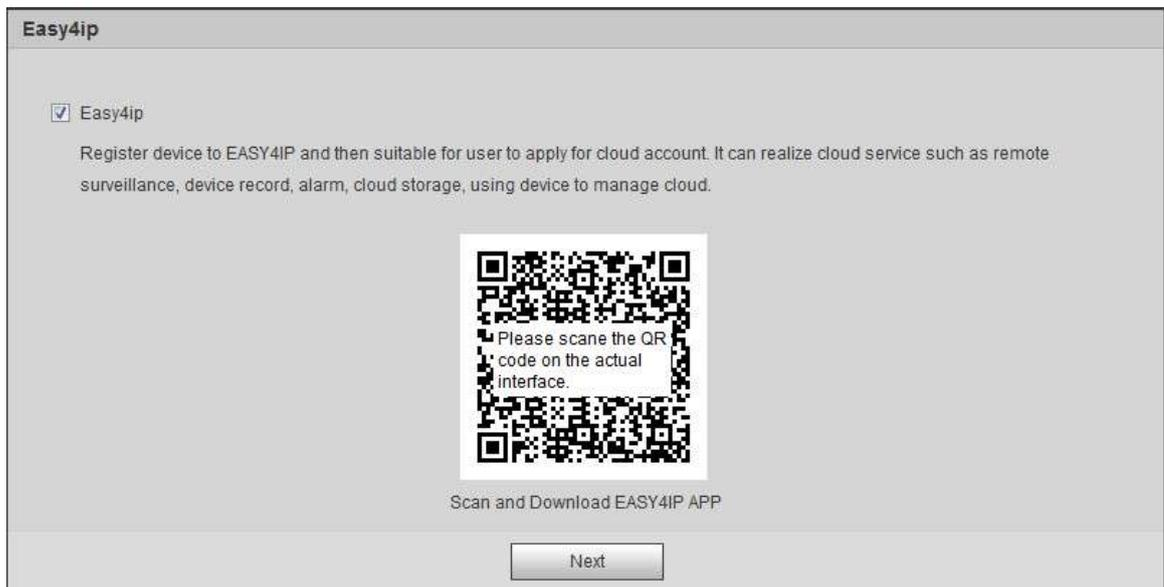 Easy4ip
Easy4ip
Register device to EASY4IP and then suitable for user to apply for cloud account. It can realize cloud service such as remote
surveillance, device record, alarm, cloud storage, using device to manage cloud.
Please scane the QR
code on the actual
interface.
Scan and Download EASY4IP APP
Next